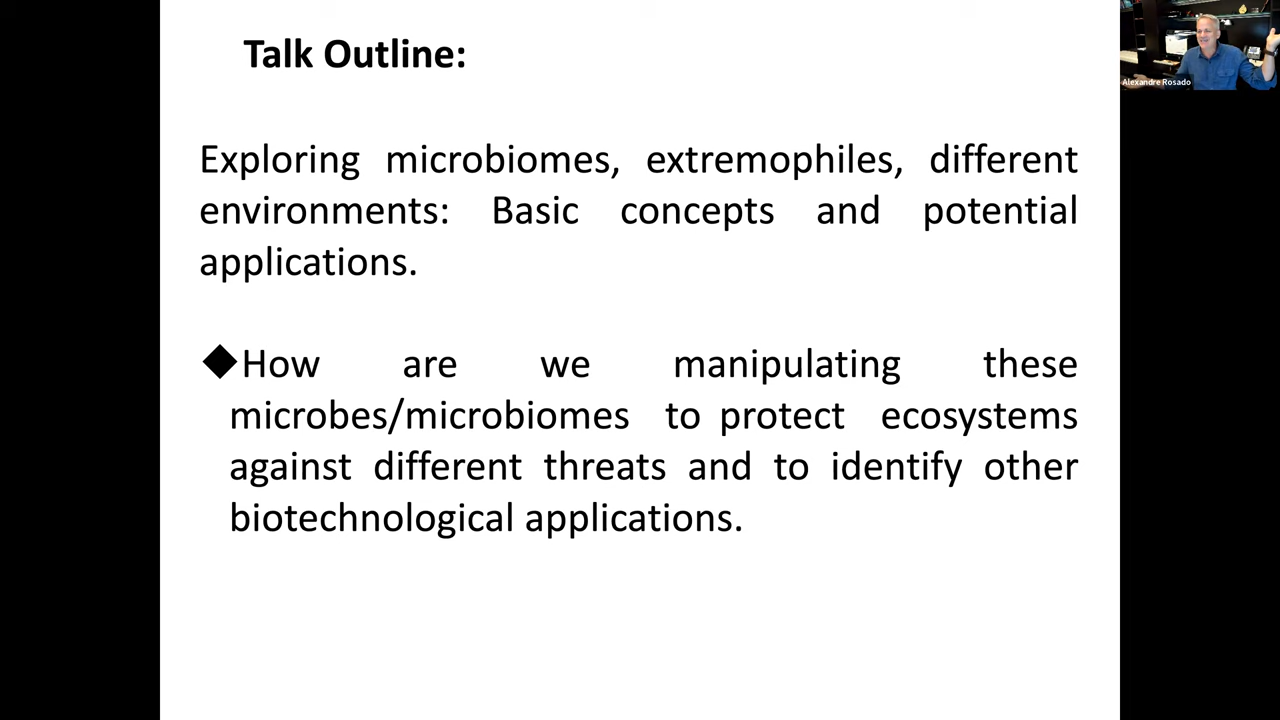 Talk Outline:
Alexandre Rosado
Exploring microbiomes, extremophiles, different
environments: Basic concepts and potential
applications.
◆How are we manipulating these
microbes/microbiomes to protect ecosystems
against different threats and to identify other
biotechnological applications.